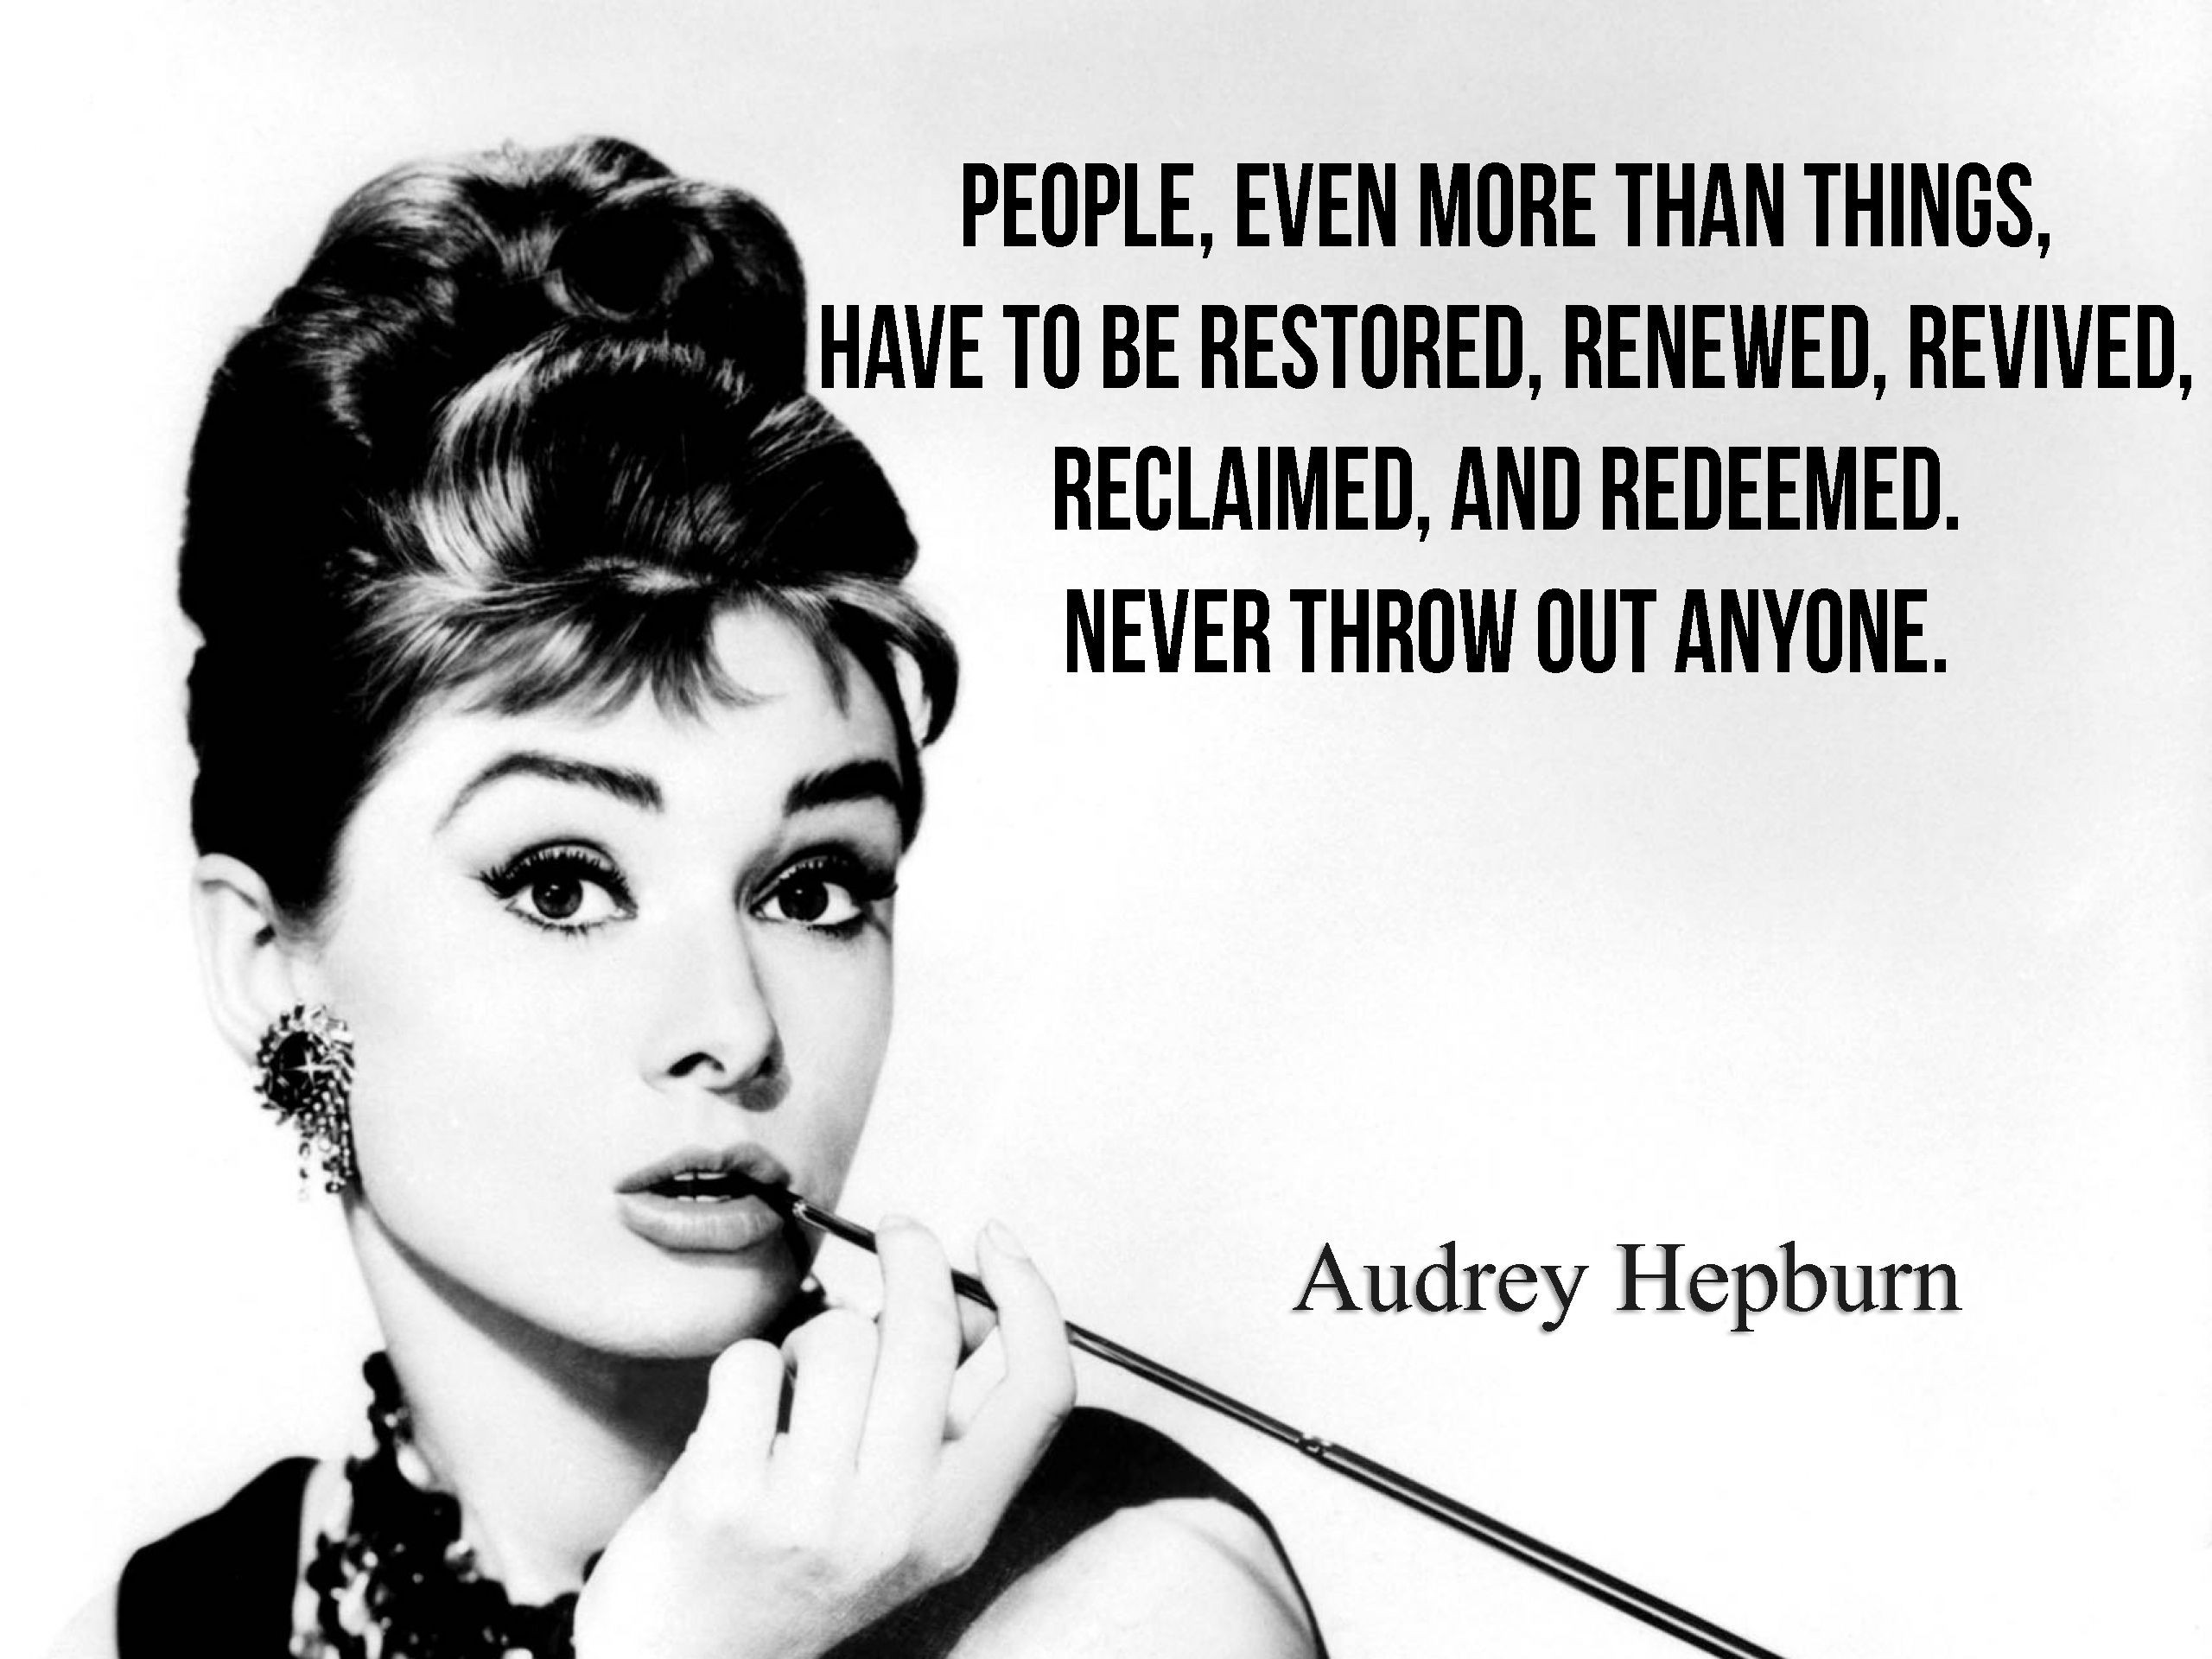 PEOPLE, EVEN MORE THAN THINGS,
HAVE TO BE RESTORED, RENEWED, REVIVED,
RECLAIMED, AND REDEEMED.
NEVER THROW OUT ANYONE.
Audrey Hepburn